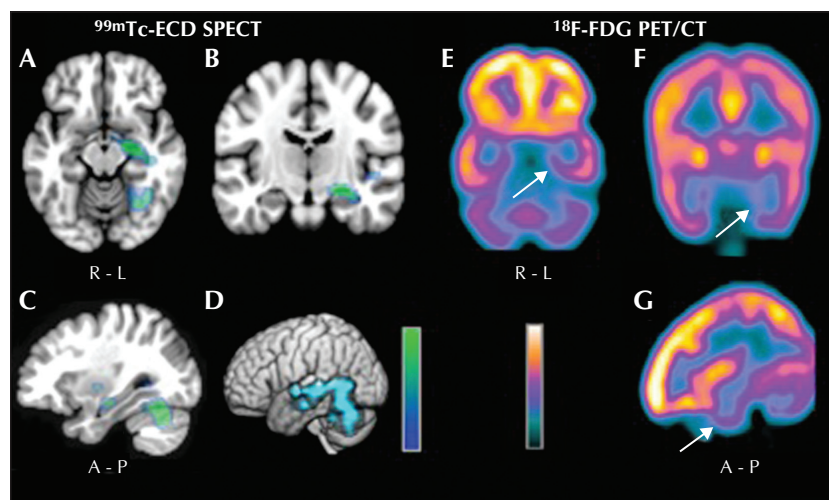 99mTc-ECD SPECT
18F-FDG PET/CT
A
B
E
F
R - L
R - L
C
D
G
A - P
A - P